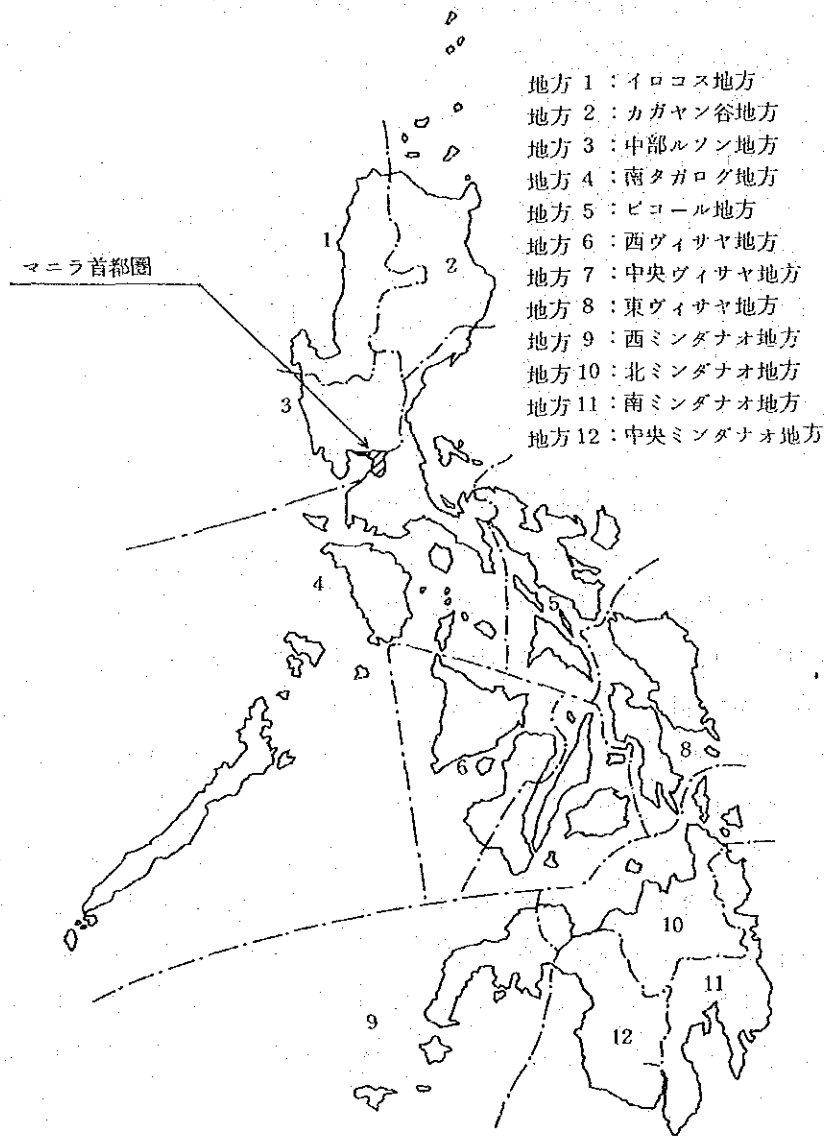 地方 1 : イロコス地方
地方 2 : カガヤン谷地方
地方 3 : 中部ルソン地方
地方 4 : 南タガログ地方
地方 5 : ビコール地方
地方 6 : 西ヴィサヤ地方
地方 7 : 中央ヴィサヤ地方
地方 8 : 東ヴィサヤ地方
地方 9 : 西ミンダナオ地方
地方 10 : 北ミンダナオ地方
地方 11 : 南ミンダナオ地方
地方 12 : 中央ミンダナオ地方
マニラ首都圏
1
2
3
4
5
6
8
10
11
9
12